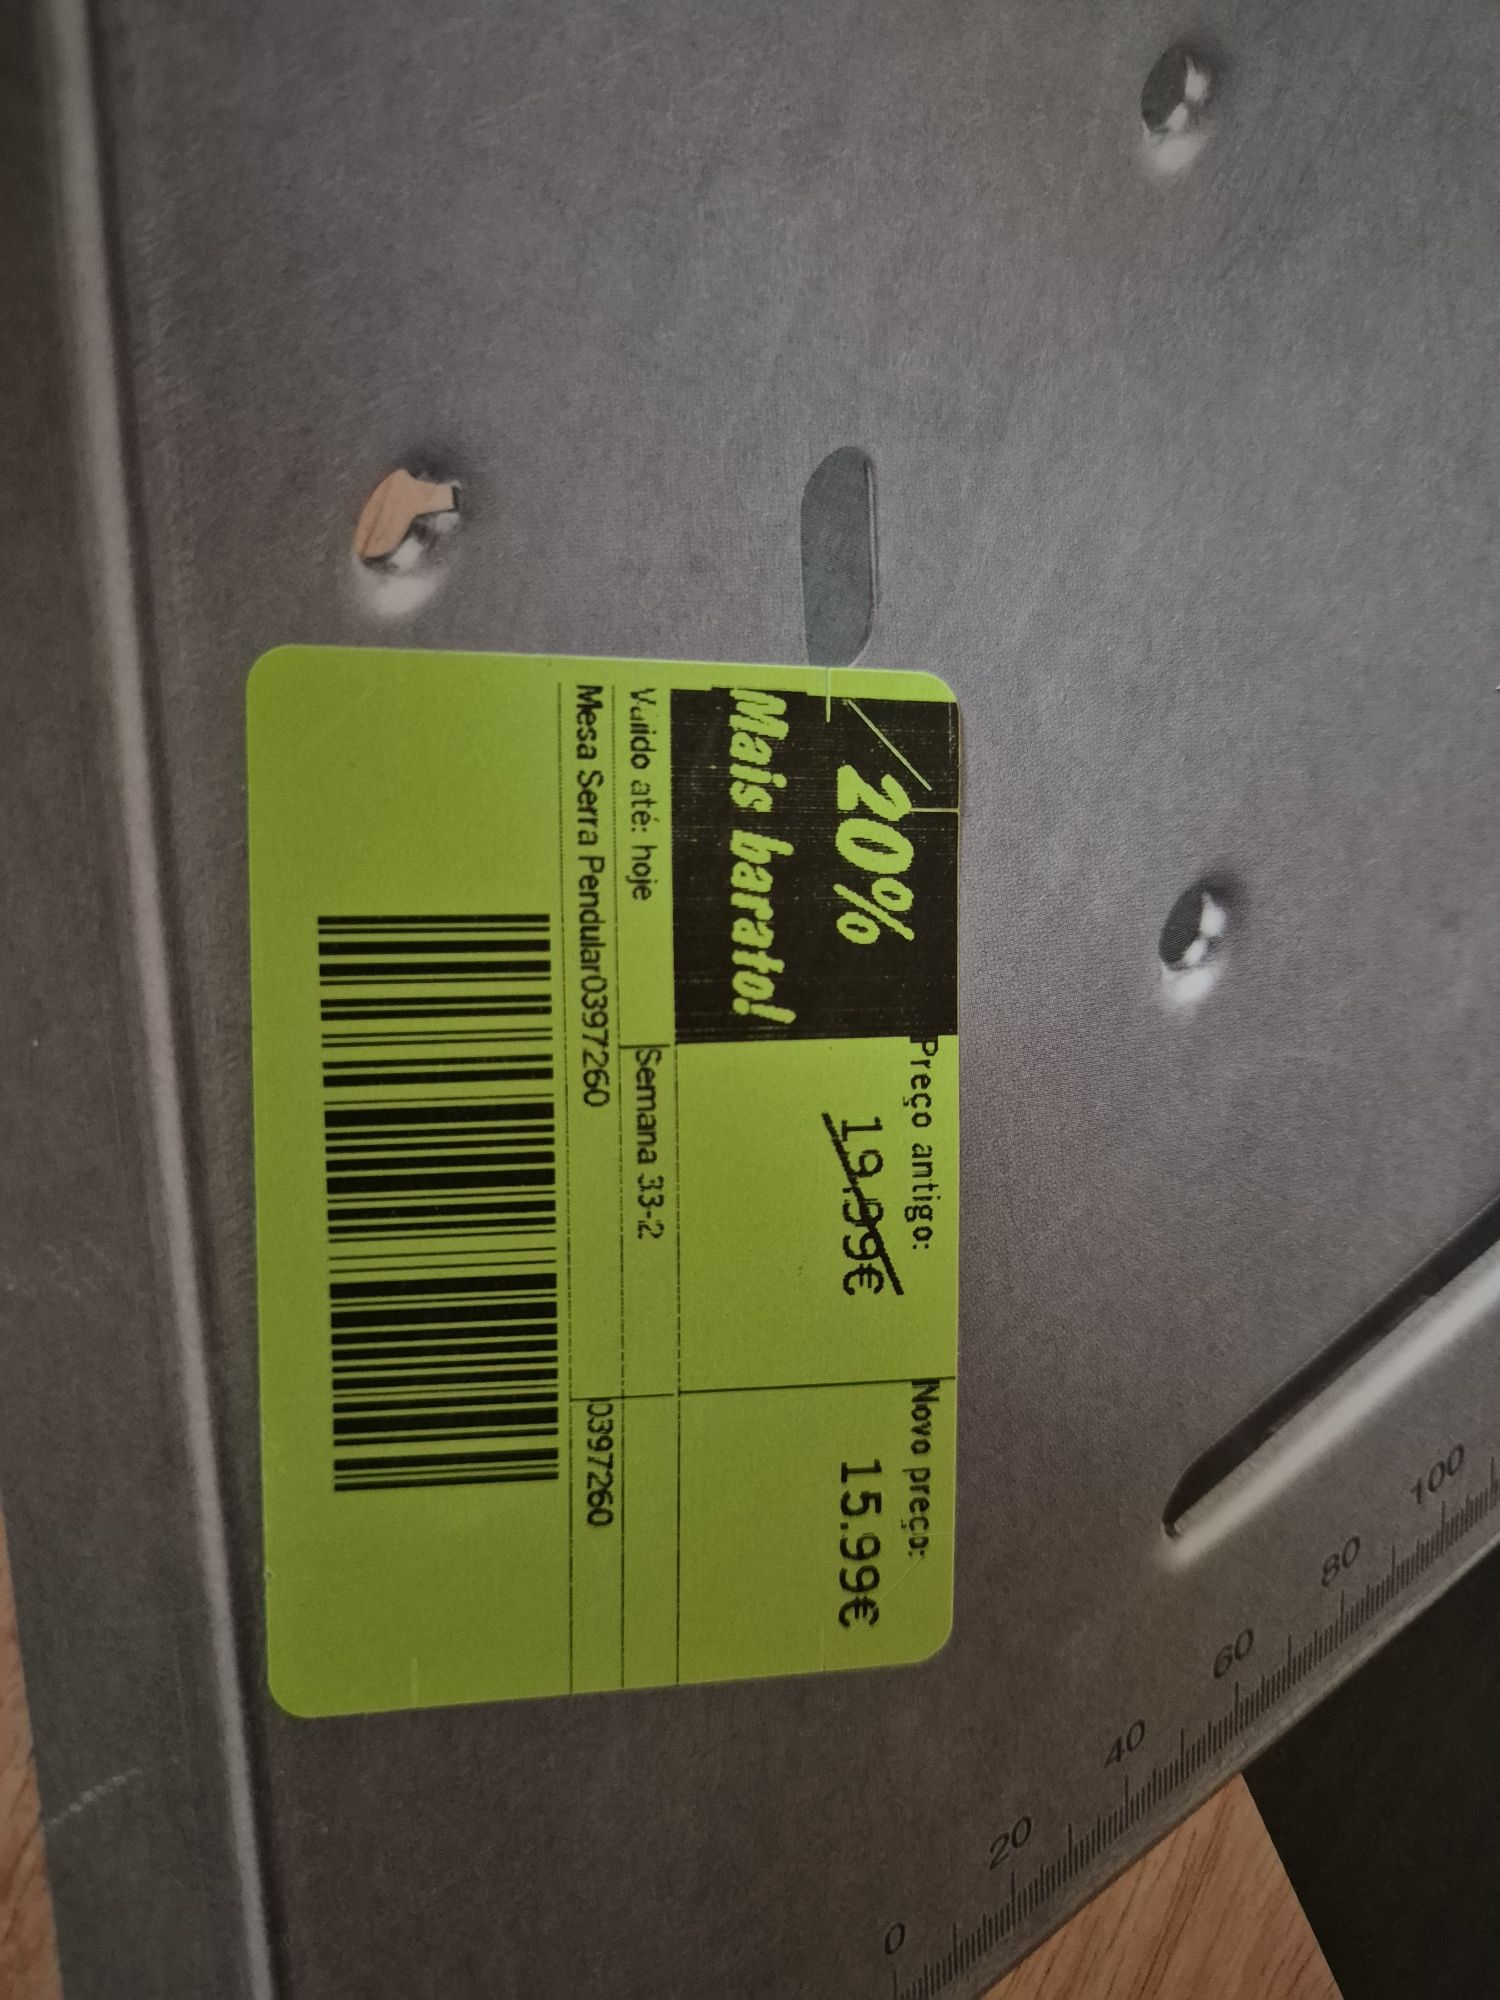 20%
Mais barato!
Preço antigo:
19.99€
Novo preço:
15.99€
Válido até: hoje
Semana 33-2
Mesa Serra Pendular0397260
0397260
100
80
60
40
20
0